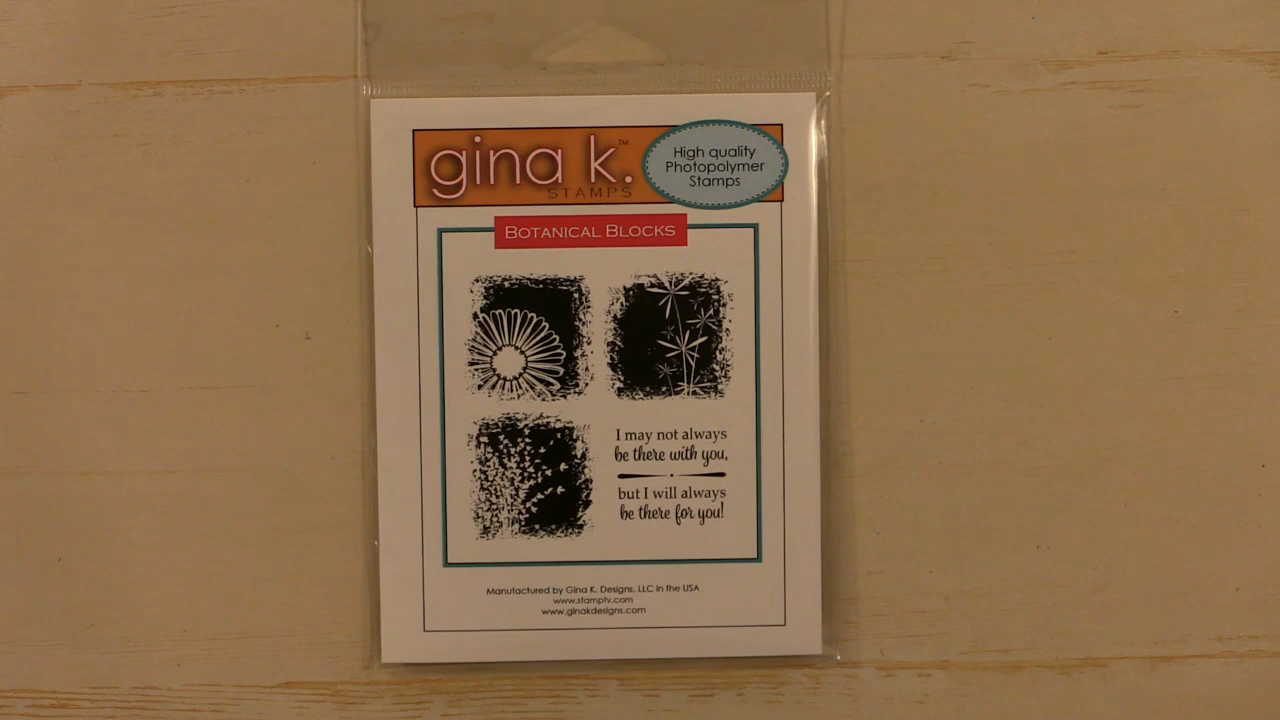 gina k.™
STAMPS
High quality
Photopolymer
Stamps
BOTANICAL BLOCKS
I may not always
be there with you,
but I will always
be there for you!
Manufactured by Gina K. Designs, LLC in the USA
www.stamptv.com
www.ginakdesigns.com